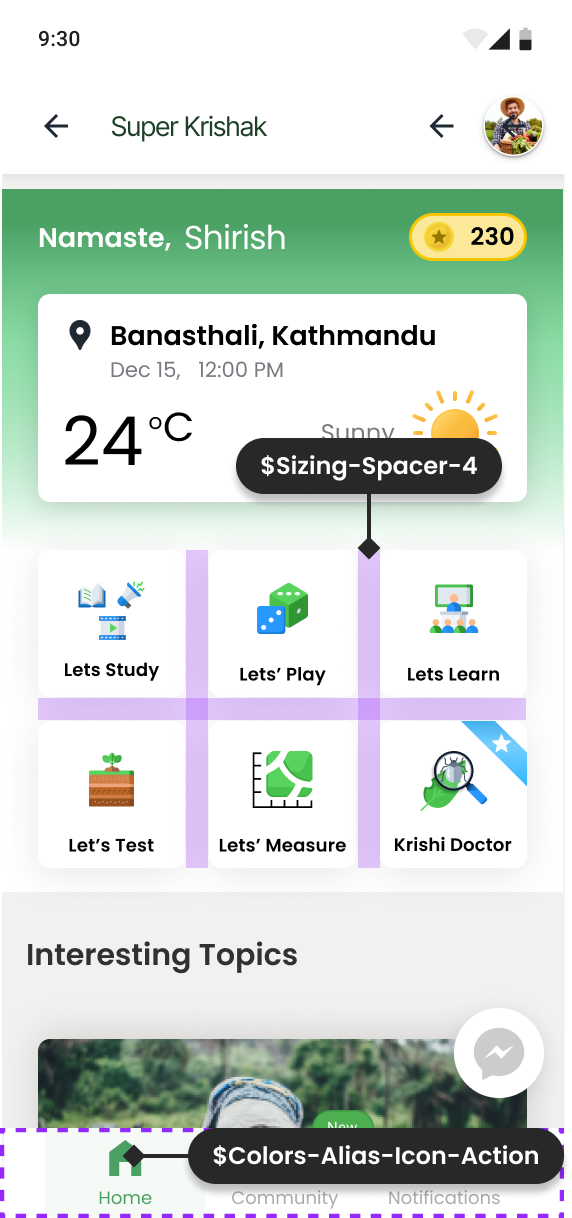 9:30
Super Krishak
Namaste, Shirish
230
Banasthali, Kathmandu
Dec 15, 12:00 PM
24°C
Sunny
$Sizing-Spacer-4
Lets Study
Lets’ Play
Lets Learn
Let’s Test
Lets’ Measure
Krishi Doctor
Interesting Topics
New
$Colors-Alias-Icon-Action
Home
Community
Notifications